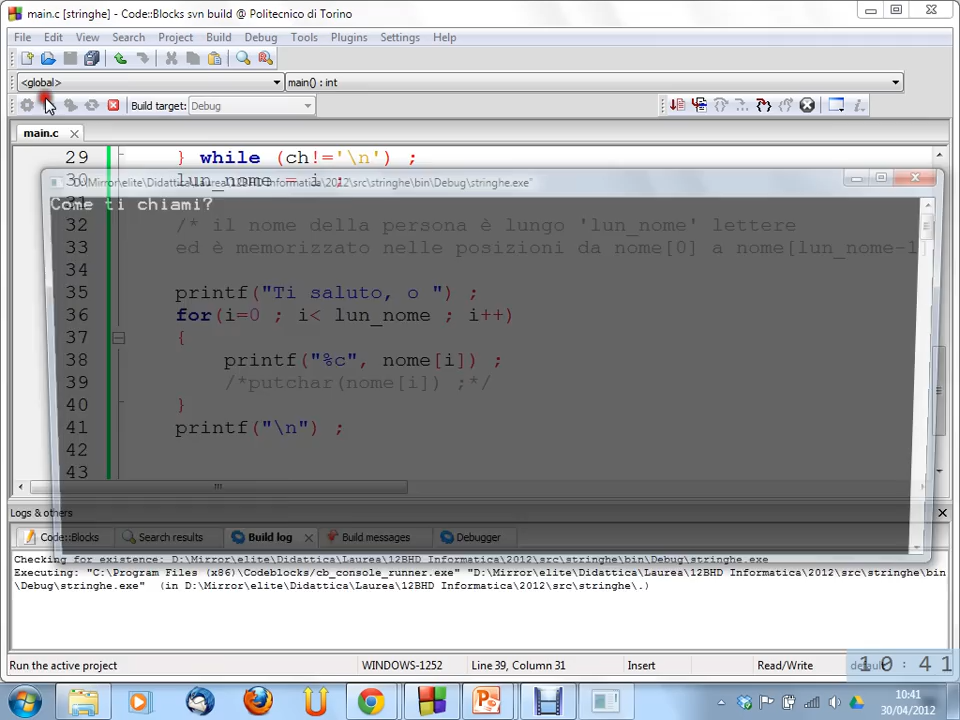 main.c [stringhe] - Code::Blocks svn build @ Politecnico di Torino
File Edit View Search Project Build Debug Tools Plugins Settings Help
<global> main() : int
Build target: Debug
main.c
29 } while (ch!='\n') ;
30 lun_nome = i ;
"D:\Mirror\elite\Didattica\Laurea\12BHD Informatica\2012\src\stringhe\bin\Debug\stringhe.exe"
Come ti chiami?
32 /* il nome della persona è lungo 'lun_nome' lettere
33 ed è memorizzato nelle posizioni da nome[0] a nome[lun_nome-1
34
35 printf("Ti saluto, o ") ;
36 for(i=0 ; i< lun_nome ; i++)
37 {
38 printf("%c", nome[i]) ;
39 /*putchar(nome[i]) ;*/
40 }
41 printf("\n") ;
42
43
Logs & others
Code::Blocks Search results Build log Build messages Debugger
Checking for existence: D:\Mirror\elite\Didattica\Laurea\12BHD Informatica\2012\src\stringhe\bin\Debug\stringhe.exe
Executing: "C:\Program Files (x86)\Codeblocks/cb_console_runner.exe" "D:\Mirror\elite\Didattica\Laurea\12BHD Informatica\2012\src\stringhe\bin
\Debug\stringhe.exe" (in D:\Mirror\elite\Didattica\Laurea\12BHD Informatica\2012\src\stringhe\.)
Run the active project WINDOWS-1252 Line 39, Column 31 Insert Read/Write default
10:41
10:41
30/04/2012